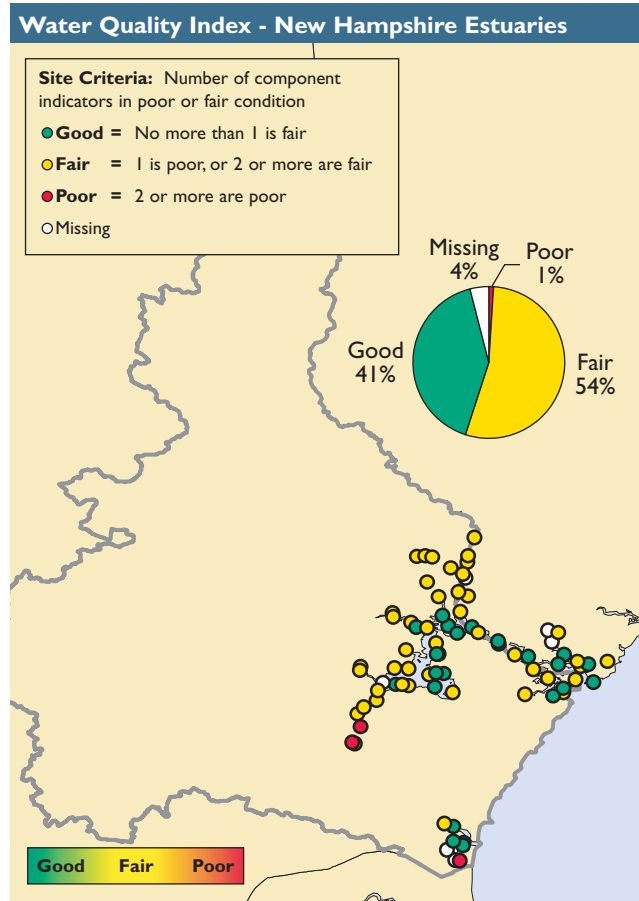 Water Quality Index - New Hampshire Estuaries
Site Criteria: Number of component
indicators in poor or fair condition
Good = No more than 1 is fair
Fair = 1 is poor, or 2 or more are fair
Poor = 2 or more are poor
Missing
Missing
4%
Poor
1%
Good
41%
Fair
54%
Good Fair Poor